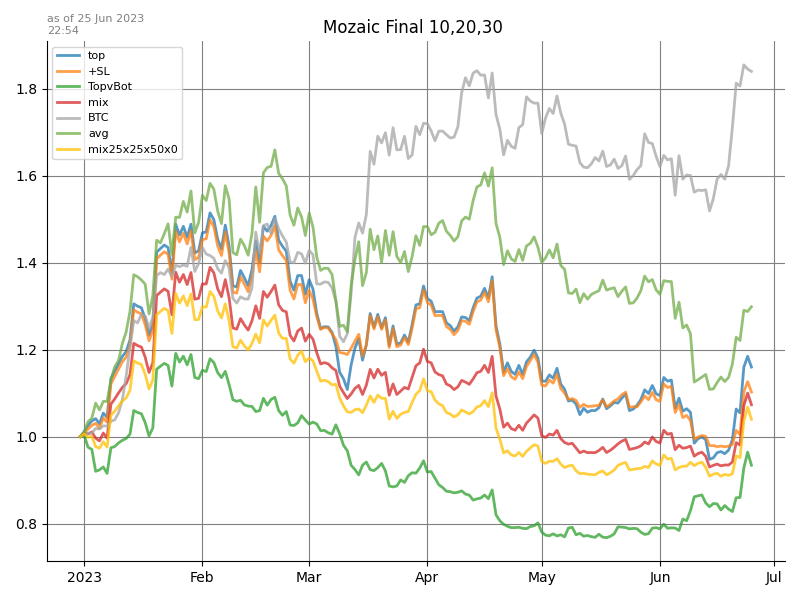 as of 25 Jun 2023
22:54
Mozaic Final 10,20,30
top
+SL
TopvBot
mix
BTC
avg
mix25x25x50x0
1.8
1.6
1.4
1.2
1.0
0.8
2023 Feb Mar Apr May Jun Jul